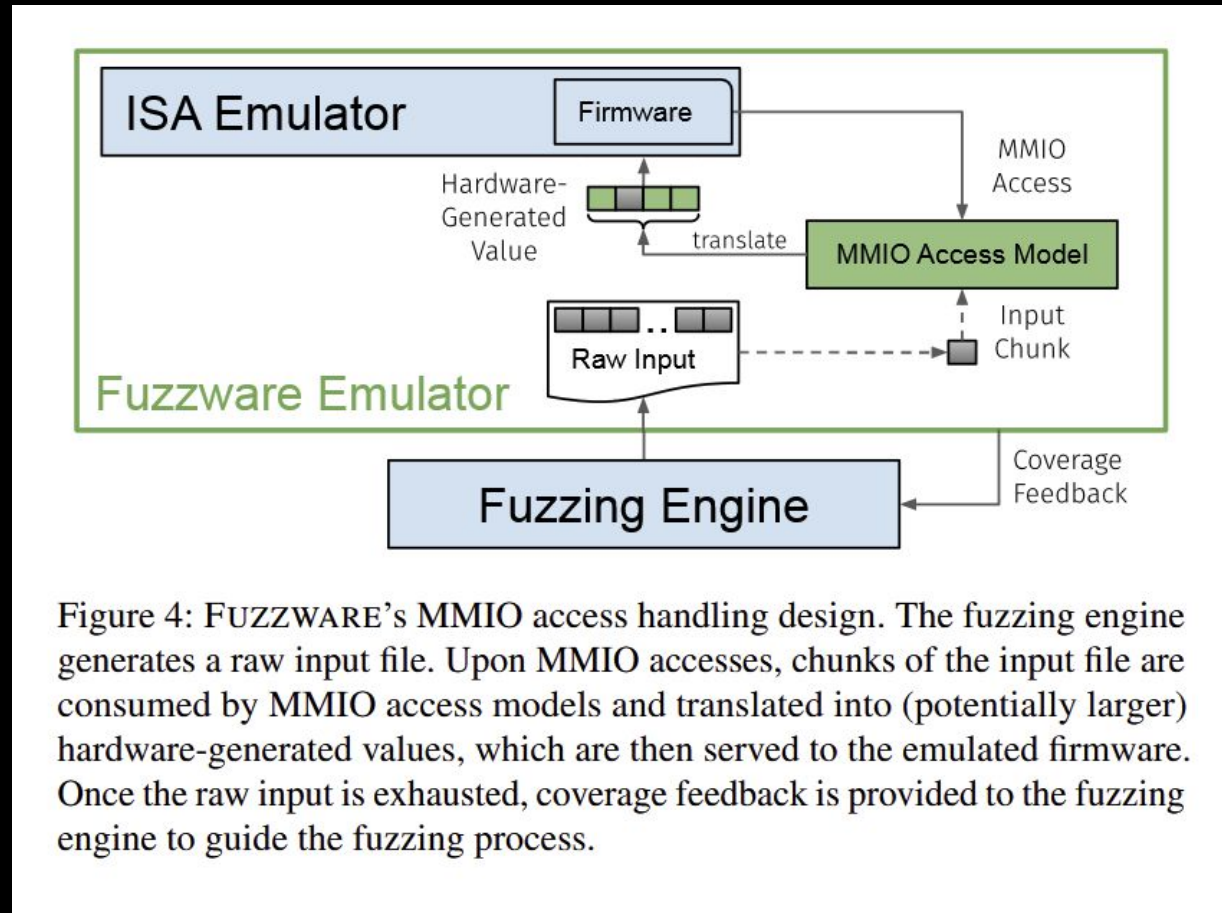 ISA Emulator
Firmware
MMIO
Access
Hardware-
Generated
Value
translate
MMIO Access Model
Input
Chunk
..
Raw Input
Fuzzware Emulator
Coverage
Feedback
Fuzzing Engine
Figure 4: FUZZWARE's MMIO access handling design. The fuzzing engine
generates a raw input file. Upon MMIO accesses, chunks of the input file are
consumed by MMIO access models and translated into (potentially larger)
hardware-generated values, which are then served to the emulated firmware.
Once the raw input is exhausted, coverage feedback is provided to the fuzzing
engine to guide the fuzzing process.